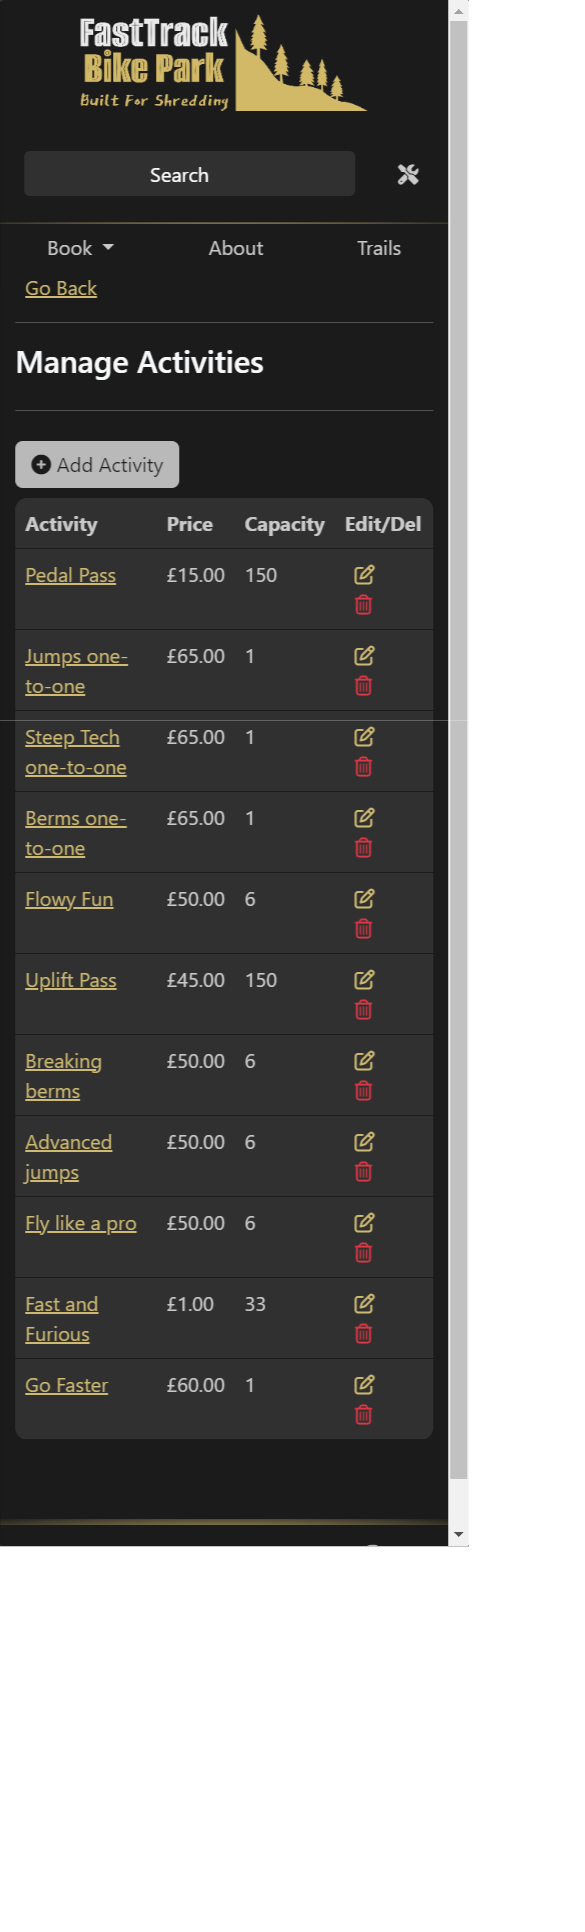 FastTrack
Bike Park
Built For Shredding
Search
Book About Trails
Go Back
Manage Activities
Add Activity
Activity Price Capacity Edit/Del
Pedal Pass £15.00 150
Jumps one- £65.00 1
to-one
Steep Tech £65.00 1
one-to-one
Berms one- £65.00 1
to-one
Flowy Fun £50.00 6
Uplift Pass £45.00 150
Breaking £50.00 6
berms
Advanced £50.00 6
jumps
Fly like a pro £50.00 6
Fast and £1.00 33
Furious
Go Faster £60.00 1